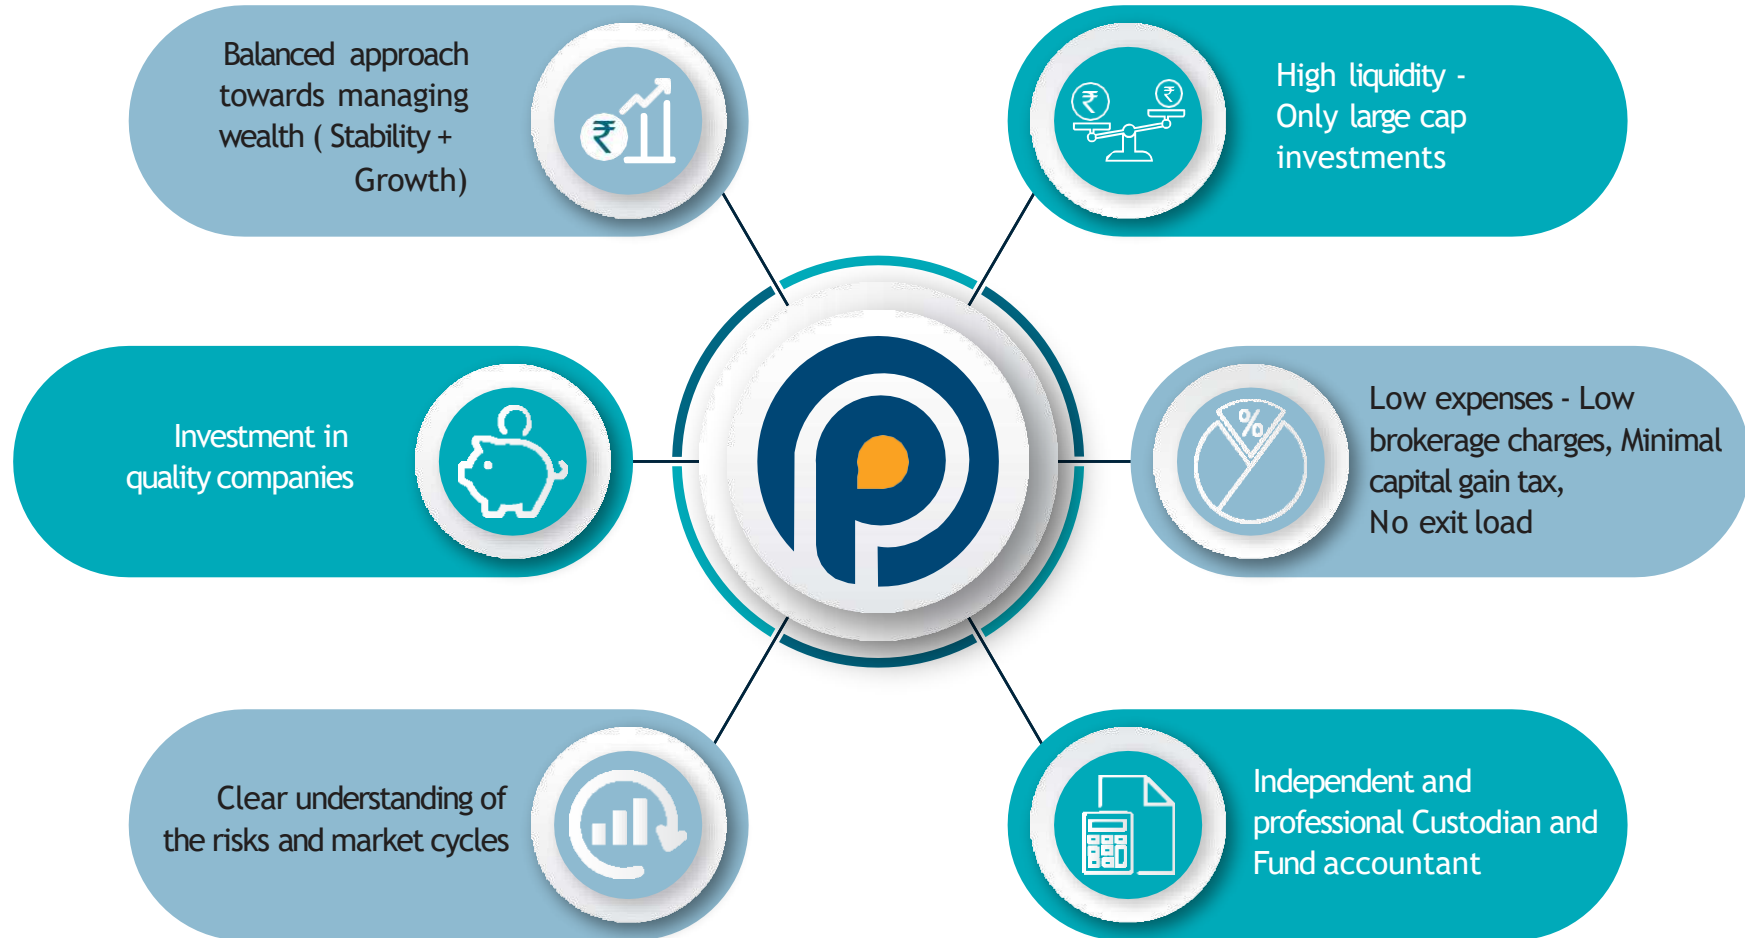 Balanced approach
towards managing
wealth ( Stability +
Growth)
₹
High liquidity -
Only large cap
investments
₹
₹
Investment in
quality companies
Low expenses - Low
brokerage charges, Minimal
capital gain tax,
No exit load
%
Clear understanding of
the risks and market cycles
Independent and
professional Custodian and
Fund accountant